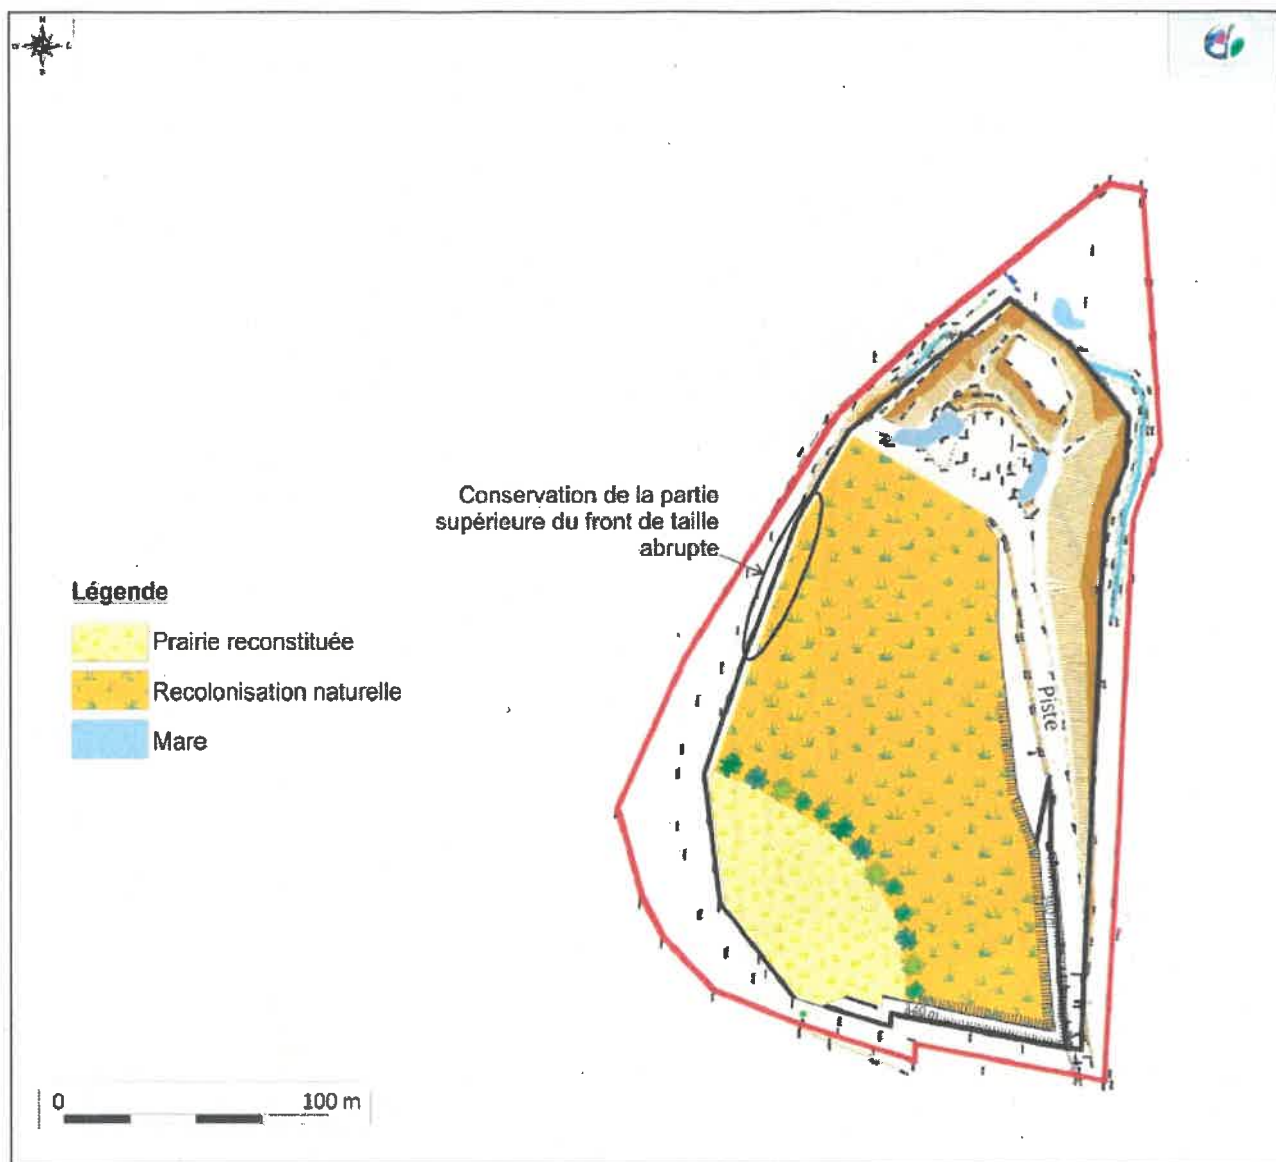 N
Conservation de la partie
supérieure du front de taille
abrupte
Légende
Prairie reconstituée
Recolonisation naturelle
Mare
Piste
0 100 m